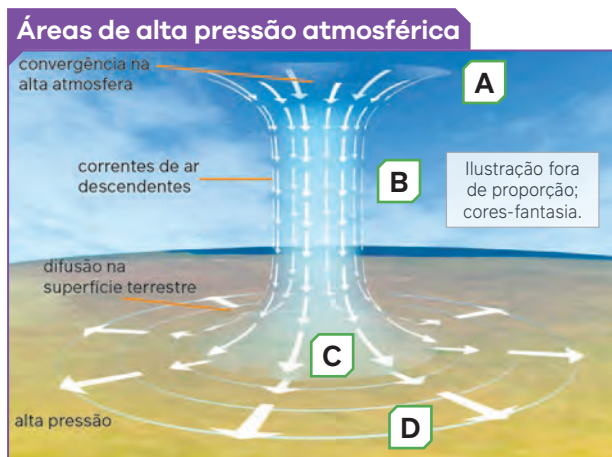 Áreas de alta pressão atmosférica
convergência na
alta atmosfera
A
correntes de ar
descendentes
B
Ilustração fora
de proporção;
cores-fantasia.
difusão na
superfície terrestre
C
alta pressão
D